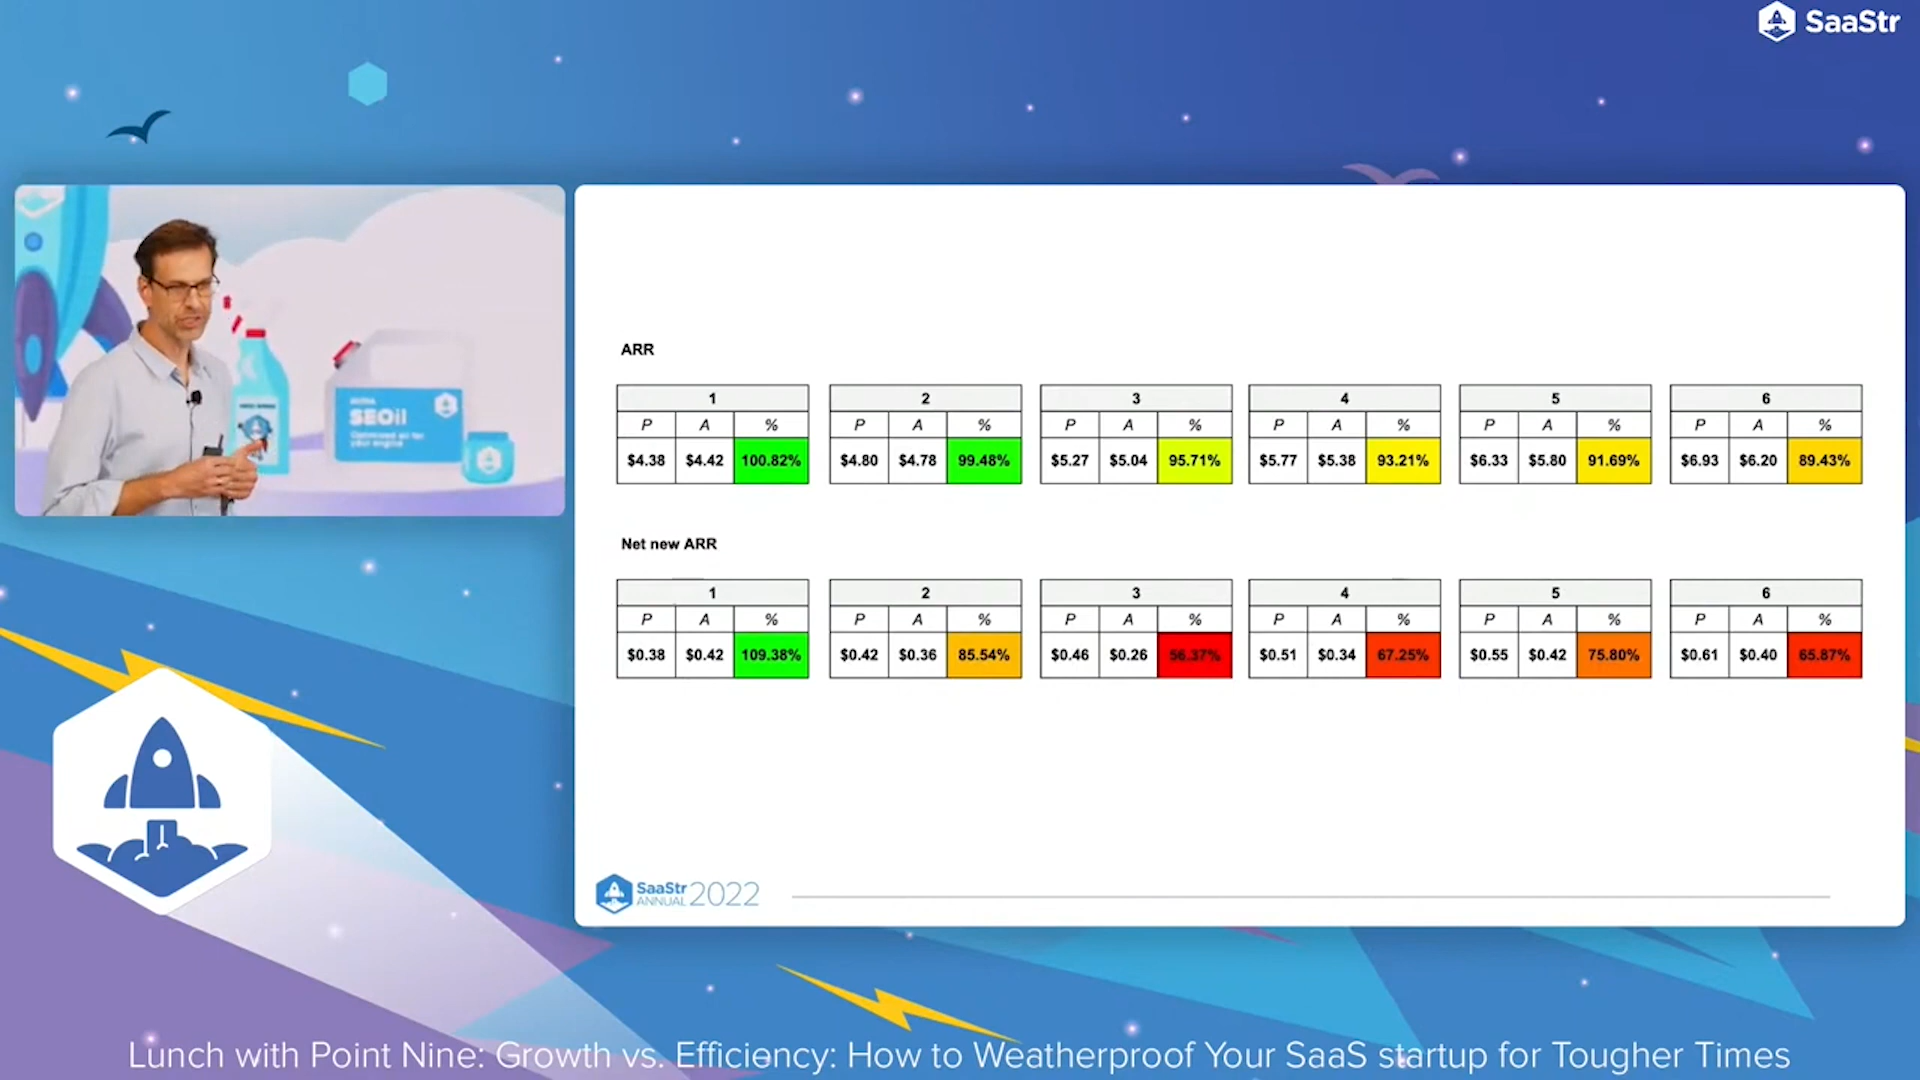 SaaStr
SEOil
Optimized oil for
your engine
ARR
1 2 3 4 5 6
P A % P A % P A % P A % P A % P A %
$4.38 $4.42 100.82% $4.80 $4.78 99.48% $5.27 $5.04 95.71% $5.77 $5.38 93.21% $6.33 $5.80 91.69% $6.93 $6.20 89.43%
Net new ARR
1 2 3 4 5 6
P A % P A % P A % P A % P A % P A %
$0.38 $0.42 109.38% $0.42 $0.36 85.54% $0.46 $0.26 56.37% $0.51 $0.34 67.25% $0.55 $0.42 75.80% $0.61 $0.40 65.87%
SaaStr
ANNUAL 2022
Lunch with Point Nine: Growth vs. Efficiency: How to Weatherproof Your SaaS startup for Tougher Times